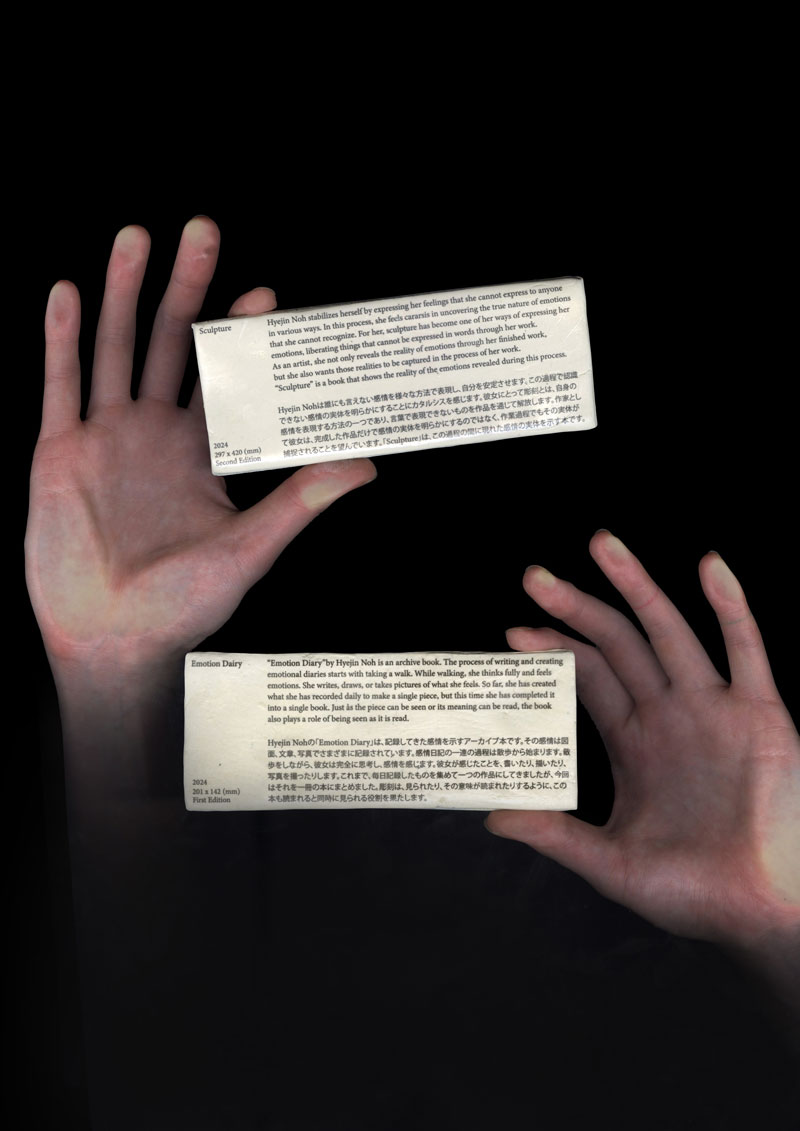 Sculpture
Hyejin Noh stabilizes herself by expressing her feelings that she cannot express to anyone
in various ways. In this process, she feels cararsis in uncovering the true nature of emotions
that she cannot recognize. For her, sculpture has become one of her ways of expressing her
emotions, liberating things that cannot be expressed in words through her work.
As an artist, she not only reveals the reality of emotions through her finished work,
but she also wants those realities to be captured in the process of her work.
"Sculpture" is a book that shows the reality of the emotions revealed during this process.
Hyejin Nohは誰にも言えない感情を様々な方法で表現し、自分を安定させます。この過程で認識
できない感情の実体を明らかにすることにカタルシスを感じます。彼女にとって彫刻とは、自身の
感情を表現する方法の一つであり、言葉で表現できないものを作品を通じて解放します。作家とし
て彼女は、完成した作品だけで感情の実体を明らかにするのではなく、作業過程でもその実体が
捕捉されることを望んでいます。「Sculpture」は、この過程の間に現れた感情の実体を示す本です。
2024
297 x 420 (mm)
Second Edition
Emotion Dairy
"Emotion Diary"by Hyejin Noh is an archive book. The process of writing and creating
emotional diaries starts with taking a walk. While walking, she thinks fully and feels
emotions. She writes, draws, or takes pictures of what she feels. So far, she has created
what she has recorded daily to make a single piece, but this time she has completed it
into a single book. Just as the piece can be seen or its meaning can be read, the book
also plays a role of being seen as it is read.
Hyejin Nohの「Emotion Diary」は、記録してきた感情を示すアーカイブ本です。その感情は図
面、文章、写真でさまざまに記録されています。感情日記の一連の過程は散歩から始まります。散
歩をしながら、彼女は完全に思考し、感情を感じます。彼女が感じたことを、書いたり、描いたり、
写真を撮ったりします。これまで、毎日記録したものを集めて一つの作品にしてきましたが、今回
はそれを一冊の本にまとめました。彫刻は、見られたり、その意味が読まれたりするように、この
本も読まれると同時に見られる役割を果たします。
2024
201 x 142 (mm)
First Edition